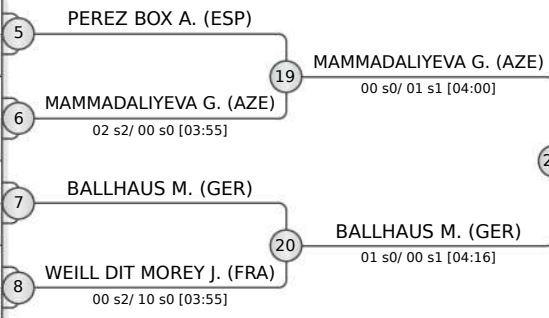 5
PEREZ BOX A. (ESP)
19
MAMMADALIYEVA G. (AZE)
00 s0/ 01 s1 [04:00]
6
MAMMADALIYEVA G. (AZE)
02 s2/ 00 s0 [03:55]
2
7
BALLHAUS M. (GER)
20
BALLHAUS M. (GER)
01 s0/ 00 s1 [04:16]
8
WEILL DIT MOREY J. (FRA)
00 s2/ 10 s0 [03:55]